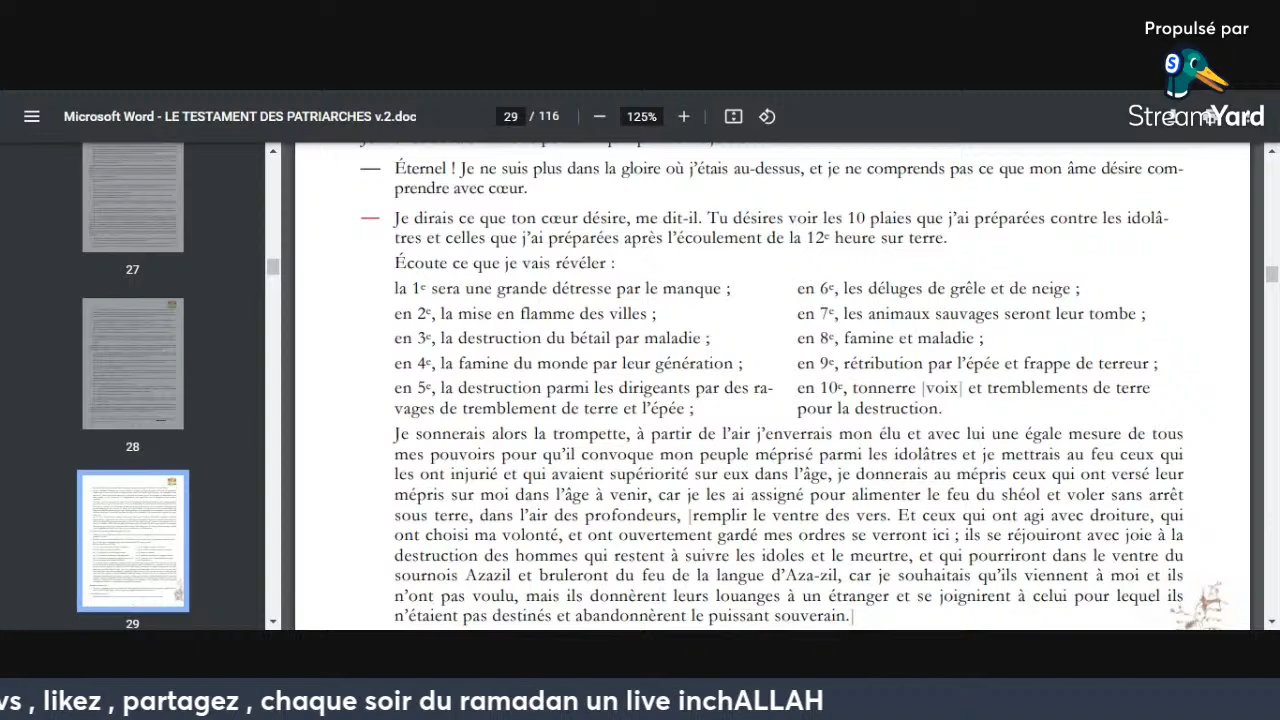 Propulsé par
StreamYard
Microsoft Word - LE TESTAMENT DES PATRIARCHES v.2.doc
29 / 116
125%
27
28
29
— Éternel ! Je ne suis plus dans la gloire où j'étais au-dessus, et je ne comprends pas ce que mon âme désire com-
prendre avec cœur.
— Je dirais ce que ton cœur désire, me dit-il. Tu désires voir les 10 plaies que j'ai préparées contre les idolâ-
tres et celles que j'ai préparées après l'écoulement de la 12e heure sur terre.
Écoute ce que je vais révéler :
la 1e sera une grande détresse par le manque ;
en 2e, la mise en flamme des villes ;
en 3e, la destruction du bétail par maladie ;
en 4e, la famine du monde par leur génération ;
en 5e, la destruction parmi les dirigeants par des ra-
vages de tremblement de terre et l'épée ;
en 6e, les déluges de grêle et de neige ;
en 7e, les animaux sauvages seront leur tombe ;
en 8e, famine et maladie ;
en 9e, rétribution par l'épée et frappe de terreur ;
en 10e, tonnerre |voix| et tremblements de terre
pour la destruction.
Je sonnerais alors la trompette, à partir de l'air j'enverrais mon élu et avec lui une égale mesure de tous
mes pouvoirs pour qu'il convoque mon peuple méprisé parmi les idolâtres et je mettrais au feu ceux qui
les ont injurié et qui avaient supériorité sur eux dans l'âge, je donnerais au mépris ceux qui ont versé leur
mépris sur moi dans l'âge à venir, car je les ai assigné pour alimenter le feu du shéol et voler sans arrêt
sous terre, dans l'air des profondeurs, |remplir le ventre des vers. Et ceux qui ont agi avec droiture, qui
ont choisi ma volonté, et ont ouvertement gardé mes ordres se verront ici ; ils se réjouiront avec joie à la
destruction des hommes qui restent à suivre les idoles et le meurtre, et qui pourriront dans le ventre du
sournois Azazil et bruleront du feu de la langue d'Aza-zil, car je souhaitais qu'ils viennent à moi et ils
n'ont pas voulu, mais ils donnèrent leurs louanges à un étranger et se joignirent à celui pour lequel ils
n'étaient pas destinés et abandonnèrent le puissant souverain.|
vs , likez , partagez , chaque soir du ramadan un live inchALLAH